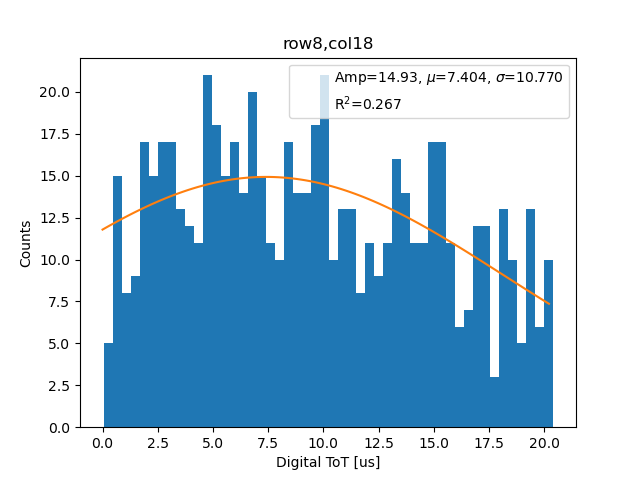 row8,col18
Amp=14.93, μ=7.404, σ=10.770
R²=0.267
Counts
20.0
17.5
15.0
12.5
10.0
7.5
5.0
2.5
0.0
0.0 2.5 5.0 7.5 10.0 12.5 15.0 17.5 20.0
Digital ToT [us]